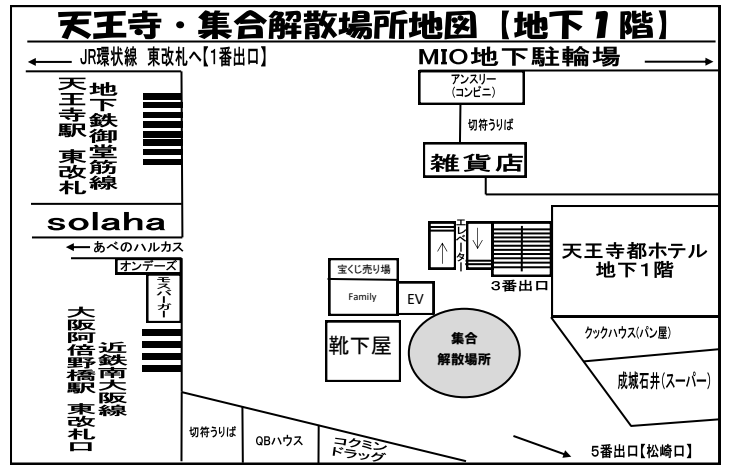 天王寺・集合解散場所地図【地下１階】
JR環状線 東改札へ【1番出口】
MIO地下駐輪場
アンスリー
(コンビニ)
切符うりば
雑貨店
地下鉄御堂筋線
天王寺駅 東改札
solaha
あべのハルカス
オンデーズ
モスバーガー
近鉄南大阪線
大阪阿倍野橋駅 東改札口
エレベーター
3番出口
天王寺都ホテル
地下1階
宝くじ売り場
Family
EV
靴下屋
集合
解散場所
クックハウス(パン屋)
成城石井(スーパー)
切符うりば
QBハウス
コクミン
ドラッグ
5番出口【松崎口】